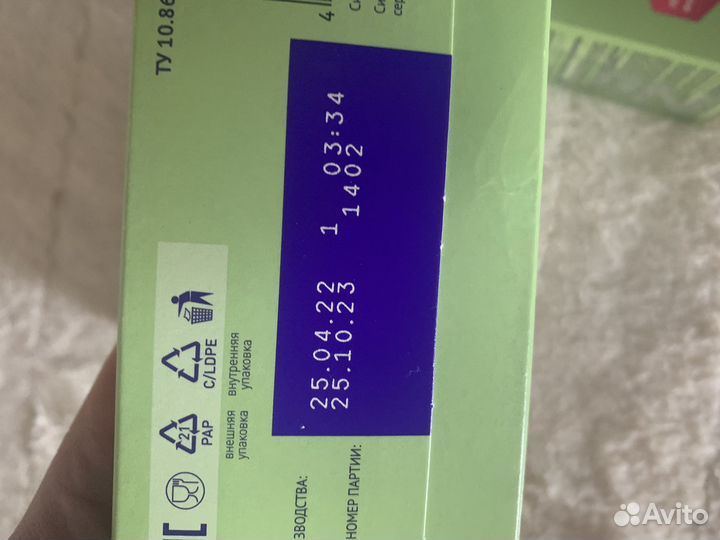 ТУ 10.86
25.04.22 1 03:34
25.10.23 1402
C/LDPE
внутренняя
упаковка
21
PAP
внешняя
упаковка
ЗВОДСТВА:
НОМЕР ПАРТИИ:
Avito